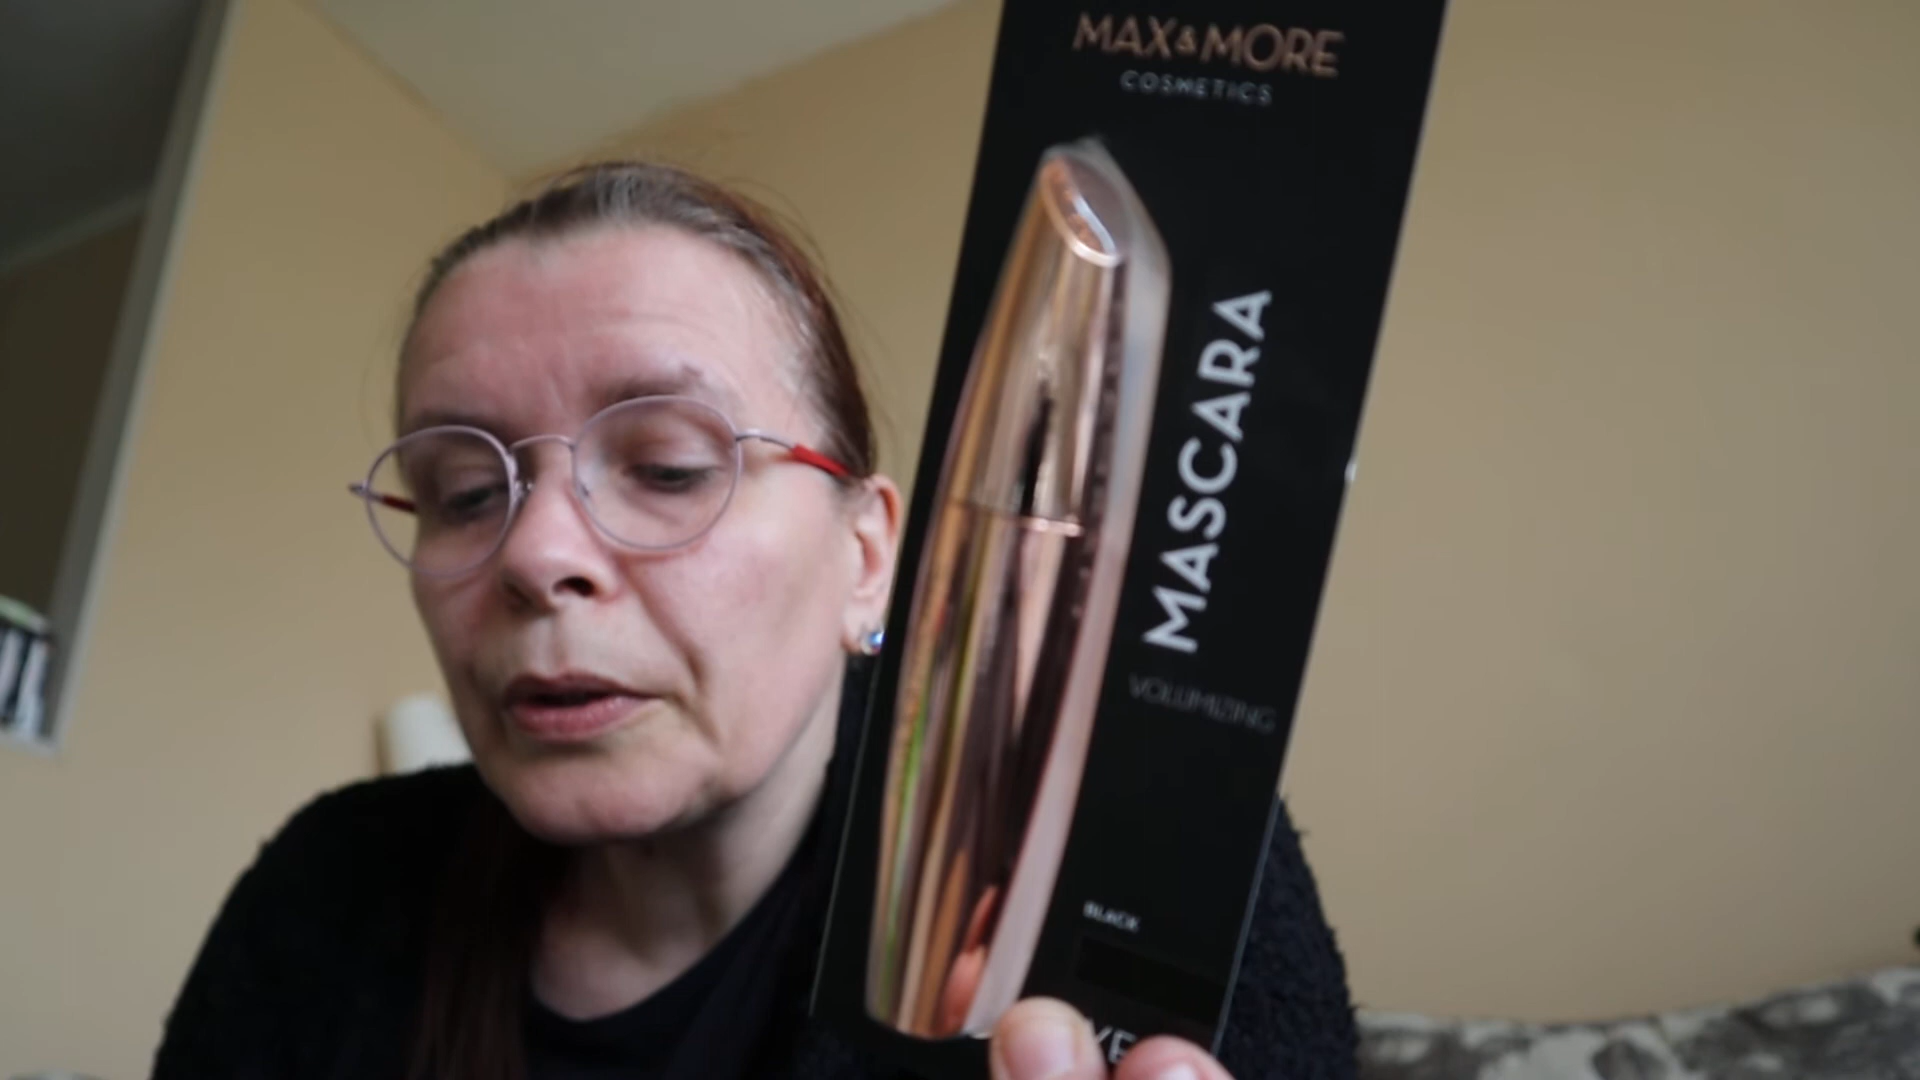 MAX&MORE
COSMETICS
MASCARA
VOLUMIZING
BLACK